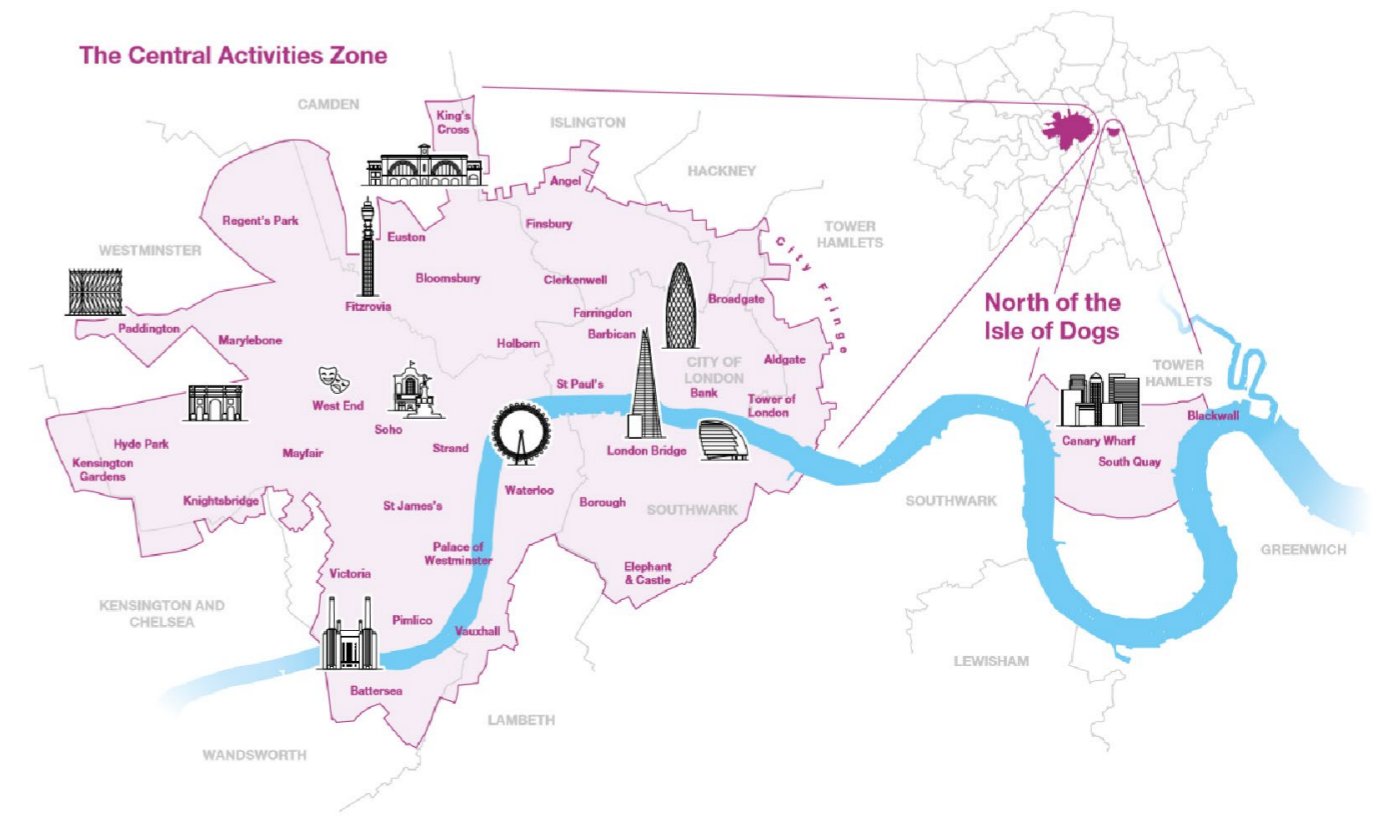 The Central Activities Zone
CAMDEN
King's
Cross
ISLINGTON
HACKNEY
Angel
Regent's Park
Finsbury
Euston
TOWER
HAMLETS
City Fringe
WESTMINSTER
Bloomsbury
Clerkenwell
Broadgate
Fitzrovia
Farringdon
Barbican
Paddington
Marylebone
Holborn
CITY OF
LONDON
Aldgate
St Paul's
Bank
Tower of
London
West End
Soho
Hyde Park
Mayfair
Strand
London Bridge
Kensington
Gardens
Knightsbridge
St James's
Waterloo
Borough
SOUTHWARK
Palace of
Westminster
Elephant
& Castle
Victoria
KENSINGTON AND
CHELSEA
Pimlico
Vauxhall
Battersea
LAMBETH
WANDSWORTH
North of the
Isle of Dogs
TOWER
HAMLETS
Blackwall
Canary Wharf
South Quay
SOUTHWARK
GREENWICH
LEWISHAM